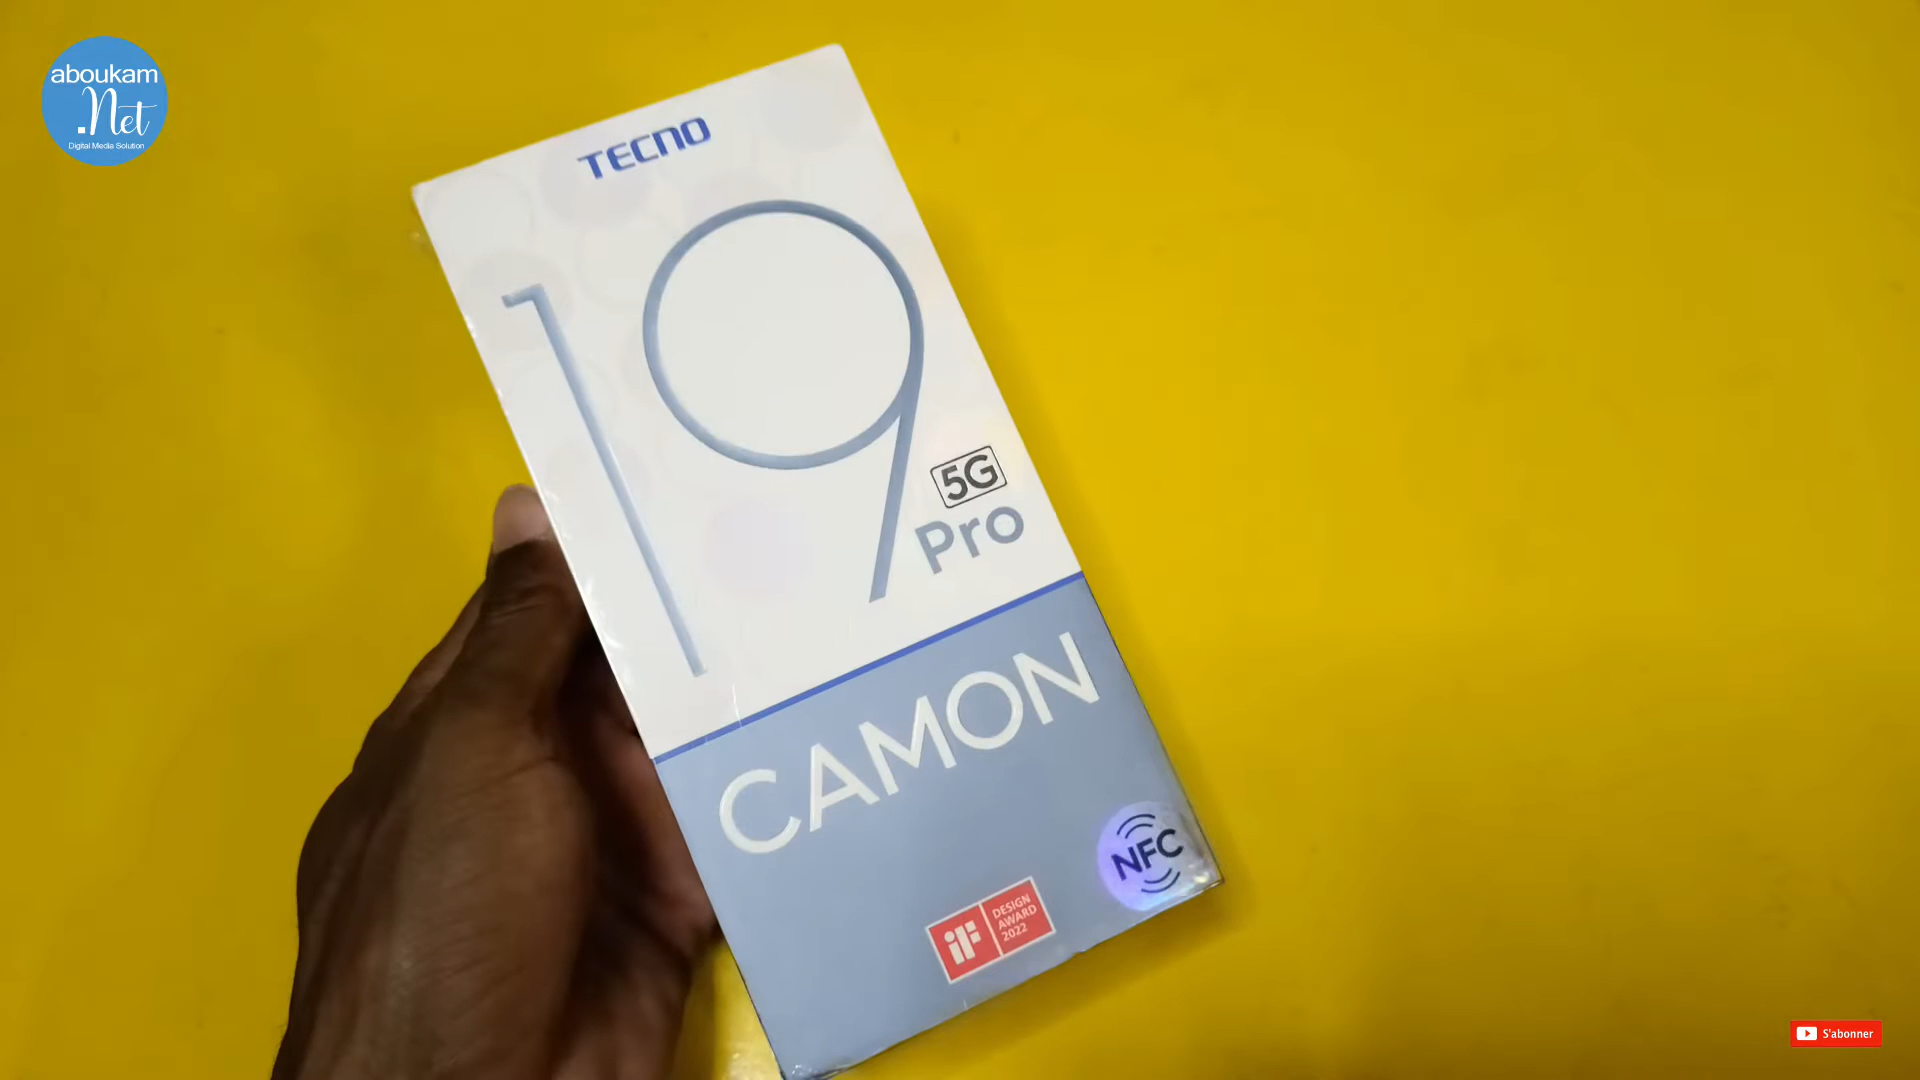 aboukam
.Net
Digital Media Solution
TECNO
19
5G
Pro
CAMON
NFC
iF
DESIGN
AWARD
2022
S'abonner